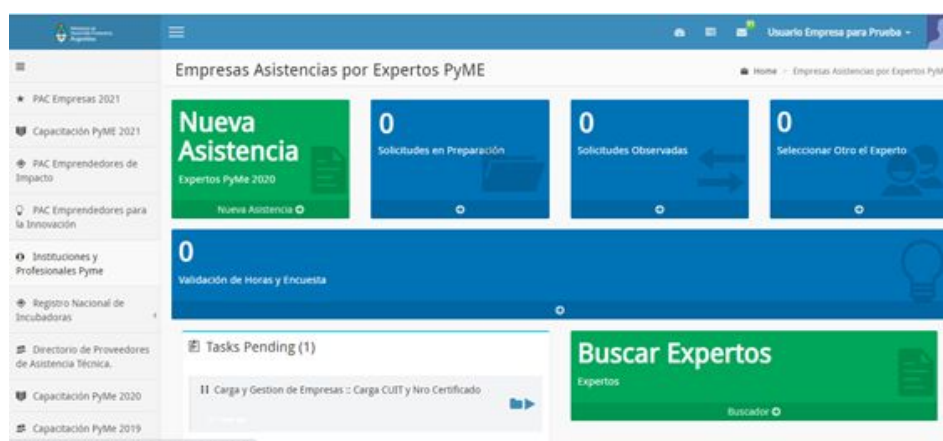 Argentina
Usuario Empresa para Prueba
Empresas Asistencias por Expertos PyME
Home - Empresas Asistencias por Expertos PyM
PAC Empresas 2021
Capacitación PyME 2021
PAC Emprendedores de
Impacto
PAC Emprendedores para
la Innovación
Instituciones y
Profesionales Pyme
Registro Nacional de
Incubadoras
Directorio de Proveedores
de Asistencia Técnica.
Capacitación PyMe 2020
Capacitación PyMe 2019
Nueva
Asistencia
Expertos PyMe 2020
Nueva Asistencia
0
Solicitudes en Preparación
0
Solicitudes Observadas
0
Seleccionar Otro el Experto
0
Validación de Horas y Encuesta
Tasks Pending (1)
Carga y Gestion de Empresas :: Carga CUIT y Nro Certificado
Buscar Expertos
Expertos
Buscador